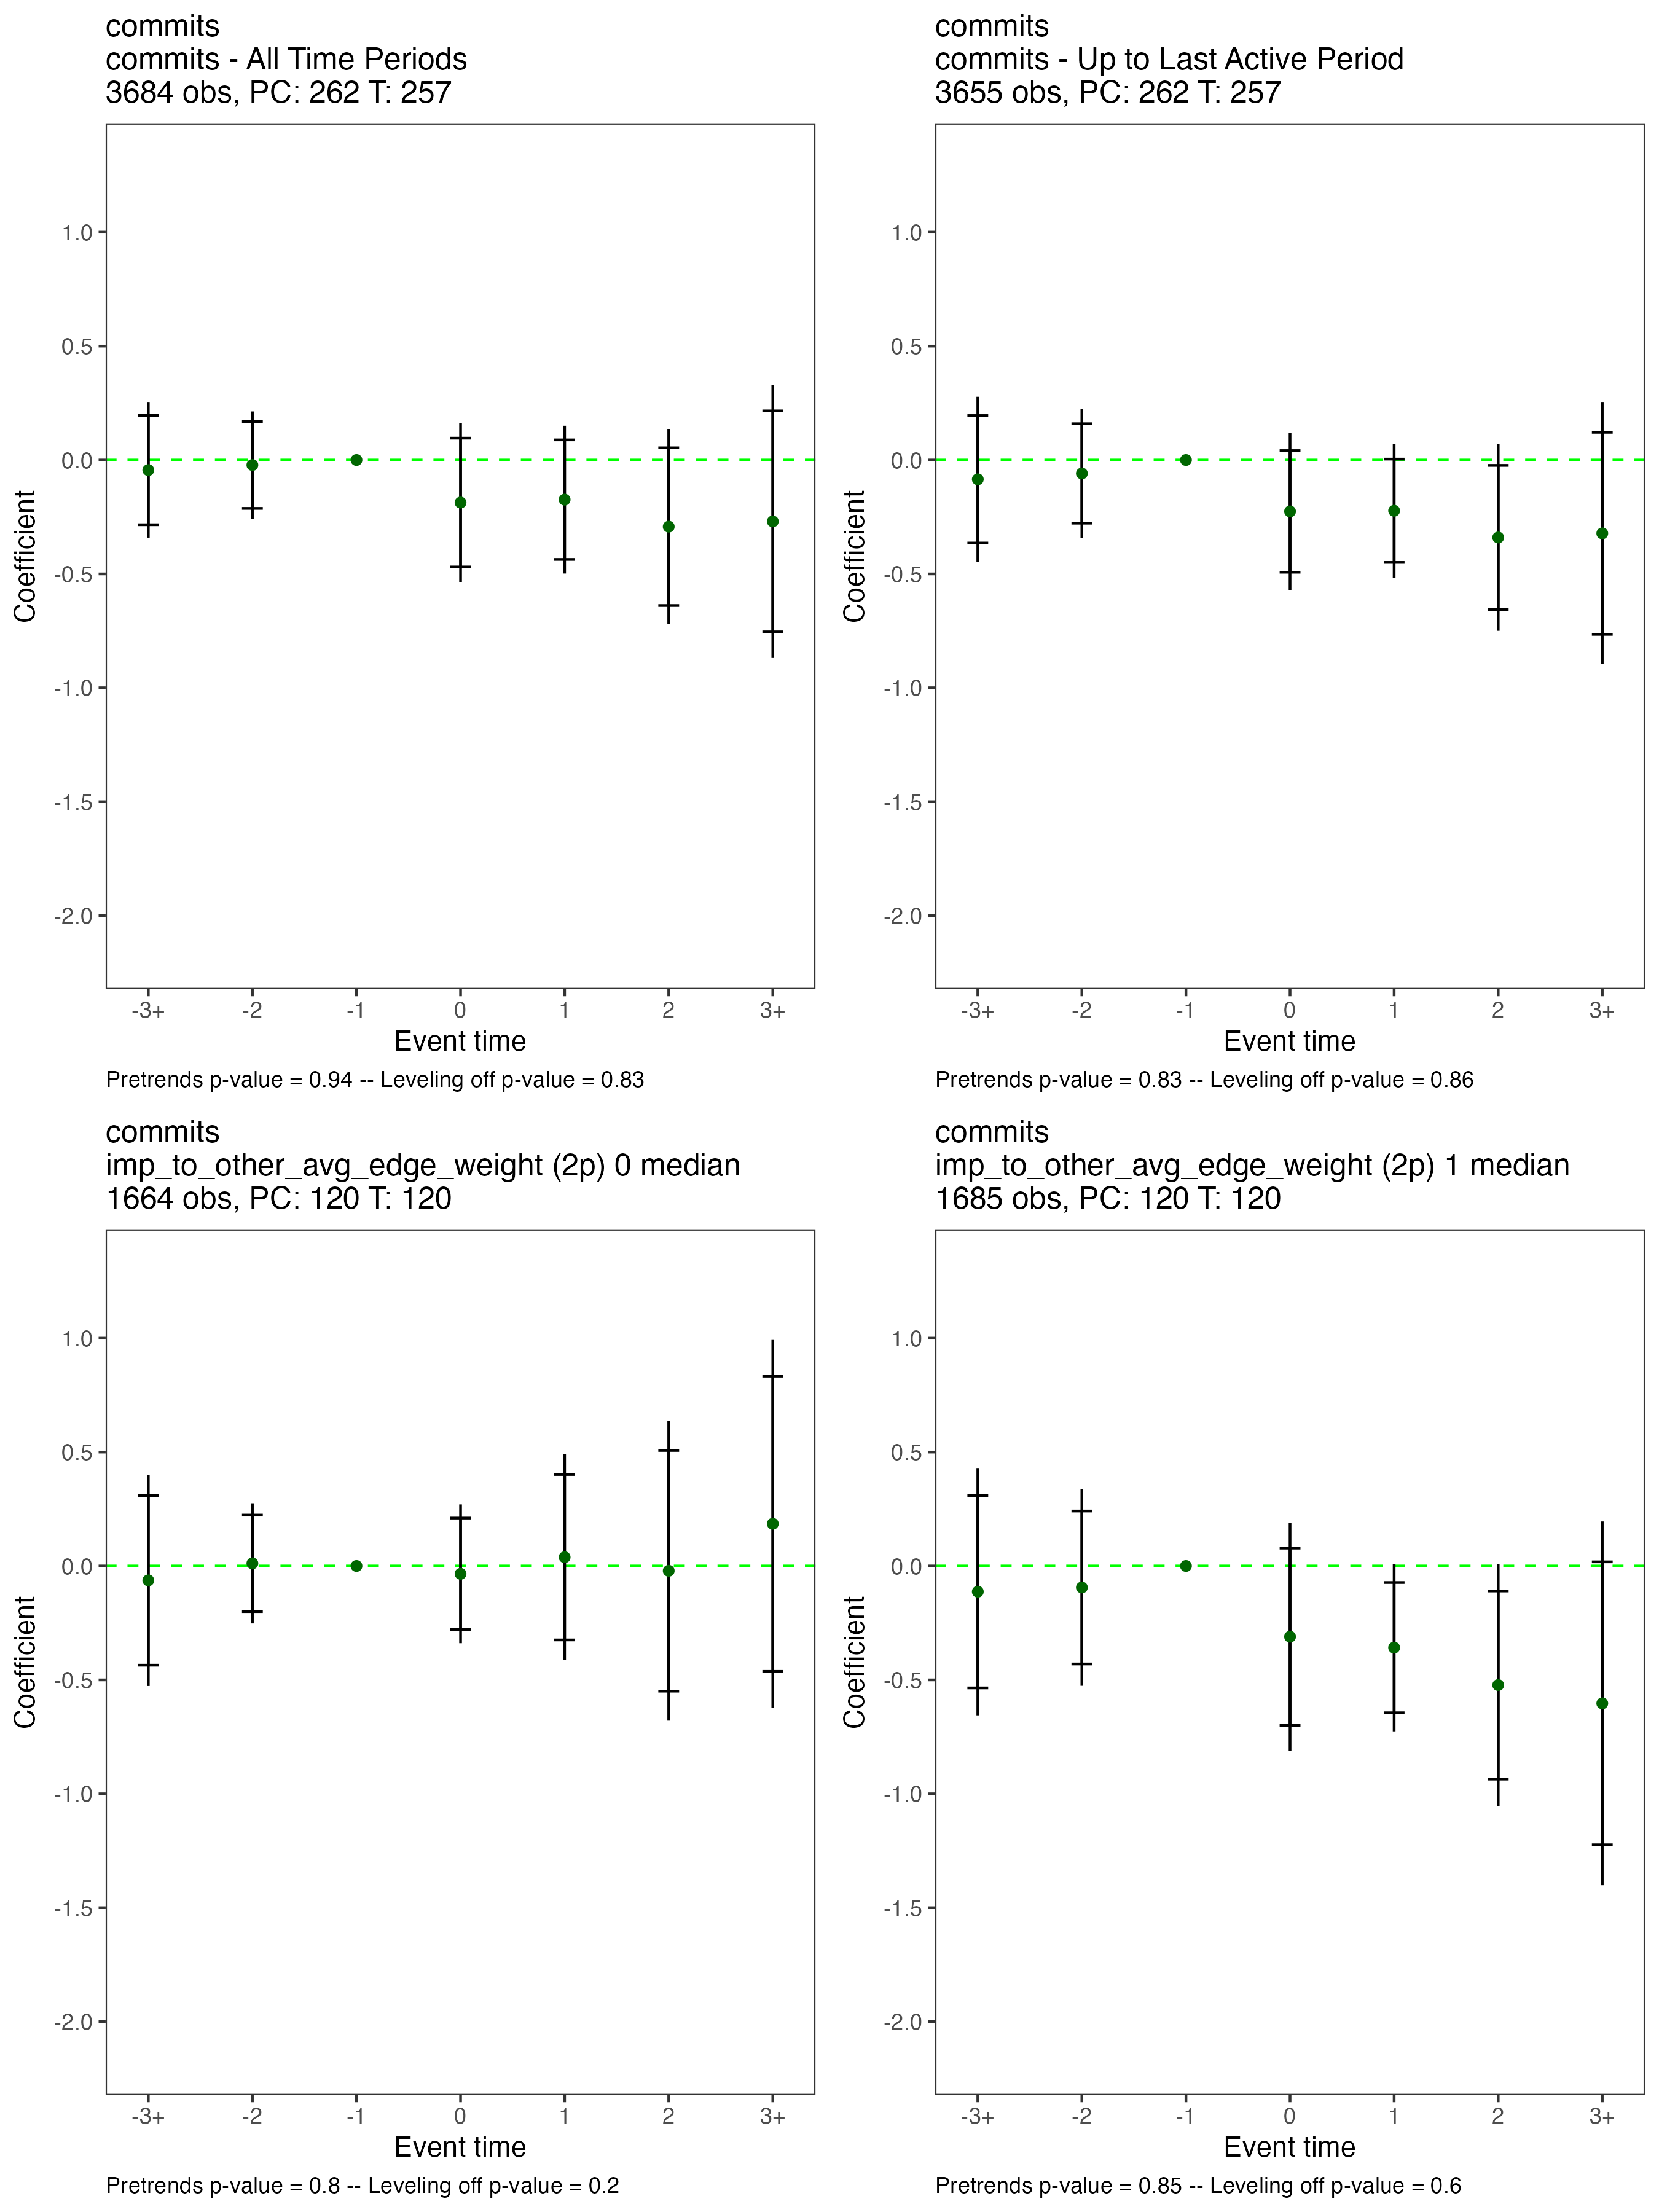 commits
commits - All Time Periods
3684 obs, PC: 262 T: 257
1.0
0.5
0.0
-0.5
-1.0
-1.5
-2.0
Coefficient
-3+ -2 -1 0 1 2 3+
Event time
Pretrends p-value = 0.94 -- Leveling off p-value = 0.83
commits
commits - Up to Last Active Period
3655 obs, PC: 262 T: 257
1.0
0.5
0.0
-0.5
-1.0
-1.5
-2.0
Coefficient
-3+ -2 -1 0 1 2 3+
Event time
Pretrends p-value = 0.83 -- Leveling off p-value = 0.86
commits
imp_to_other_avg_edge_weight (2p) 0 median
1664 obs, PC: 120 T: 120
1.0
0.5
0.0
-0.5
-1.0
-1.5
-2.0
Coefficient
-3+ -2 -1 0 1 2 3+
Event time
Pretrends p-value = 0.8 -- Leveling off p-value = 0.2
commits
imp_to_other_avg_edge_weight (2p) 1 median
1685 obs, PC: 120 T: 120
1.0
0.5
0.0
-0.5
-1.0
-1.5
-2.0
Coefficient
-3+ -2 -1 0 1 2 3+
Event time
Pretrends p-value = 0.85 -- Leveling off p-value = 0.6